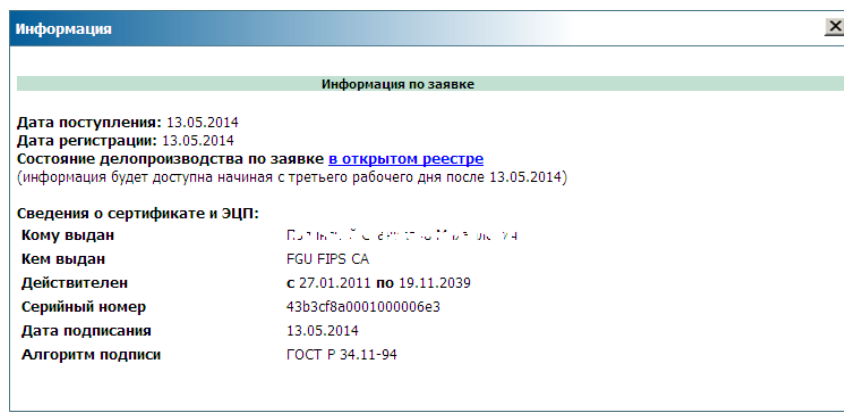 Информация
Информация по заявке
Дата поступления: 13.05.2014
Дата регистрации: 13.05.2014
Состояние делопроизводства по заявке в открытом реестре
(информация будет доступна начиная с третьего рабочего дня после 13.05.2014)
Сведения о сертификате и ЭЦП:
Кому выдан
Кем выдан FGU FIPS CA
Действителен с 27.01.2011 по 19.11.2039
Серийный номер 43b3cf8a0001000006e3
Дата подписания 13.05.2014
Алгоритм подписи ГОСТ Р 34.11-94